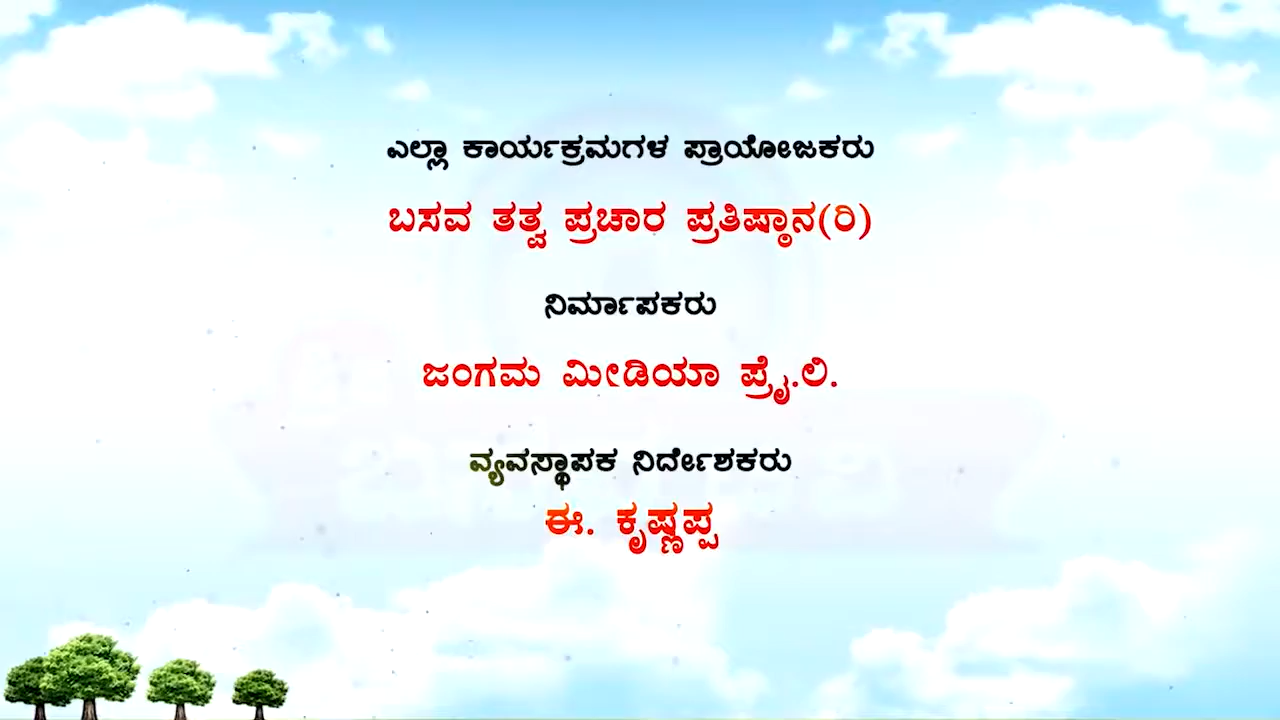 ಎಲ್ಲಾ ಕಾರ್ಯಕ್ರಮಗಳ ಪ್ರಾಯೋಜಕರು
ಬಸವ ತತ್ವ ಪ್ರಚಾರ ಪ್ರತಿಷ್ಠಾನ(ರಿ)
ನಿರ್ಮಾಪಕರು
ಜಂಗಮ ಮೀಡಿಯಾ ಪ್ರೈ.ಲಿ.
ವ್ಯವಸ್ಥಾಪಕ ನಿರ್ದೇಶಕರು
ಈ. ಕೃಷ್ಣಪ್ಪ